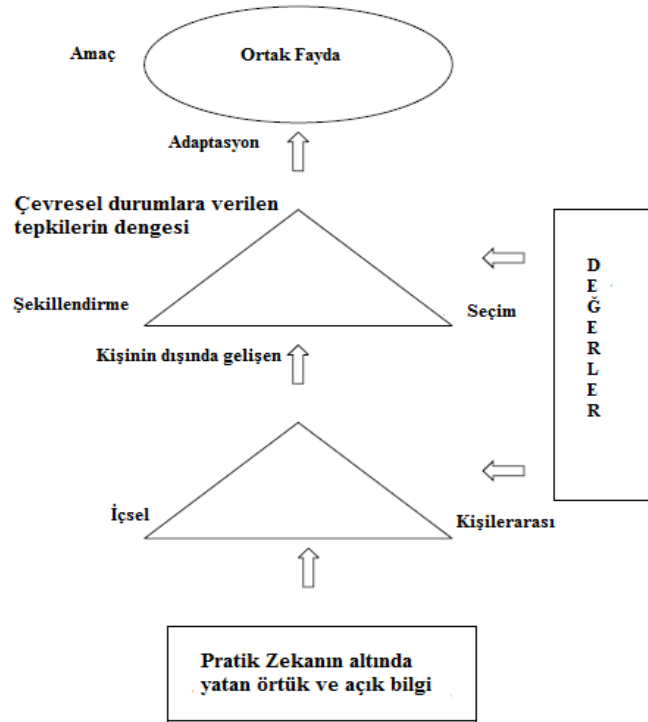 Amaç
Ortak Fayda
Adaptasyon
Çevresel durumlara verilen
tepkilerin dengesi
Şekillendirme
Seçim
Kişinin dışında gelişen
İçsel
Kişilerarası
D
E
Ğ
E
R
L
E
R
Pratik Zekanın altında
yatan örtük ve açık bilgi